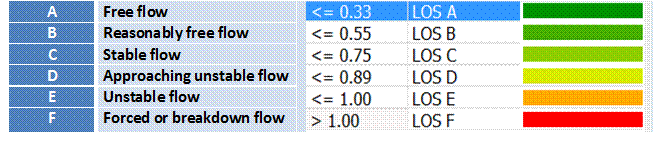 A Free flow <= 0.33 LOS A
B Reasonably free flow <= 0.55 LOS B
C Stable flow <= 0.75 LOS C
D Approaching unstable flow <= 0.89 LOS D
E Unstable flow <= 1.00 LOS E
F Forced or breakdown flow > 1.00 LOS F